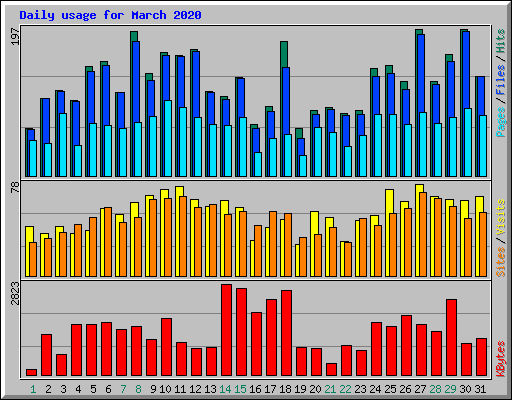 Daily usage for March 2020
197
Pages / Files / Hits
78
Sites / Visits
2823
KBytes
1 2 3 4 5 6 7 8 9 10 11 12 13 14 15 16 17 18 19 20 21 22 23 24 25 26 27 28 29 30 31